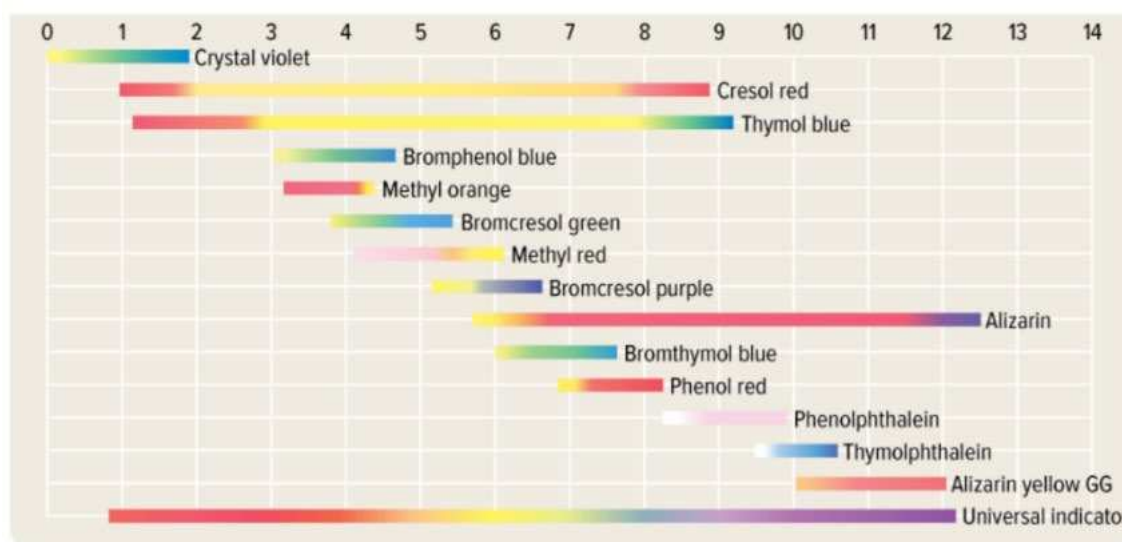 0 1 2 3 4 5 6 7 8 9 10 11 12 13 14
Crystal violet
Cresol red
Thymol blue
Bromphenol blue
Methyl orange
Bromcresol green
Methyl red
Bromcresol purple
Alizarin
Bromthymol blue
Phenol red
Phenolphthalein
Thymolphthalein
Alizarin yellow GG
Universal indicato